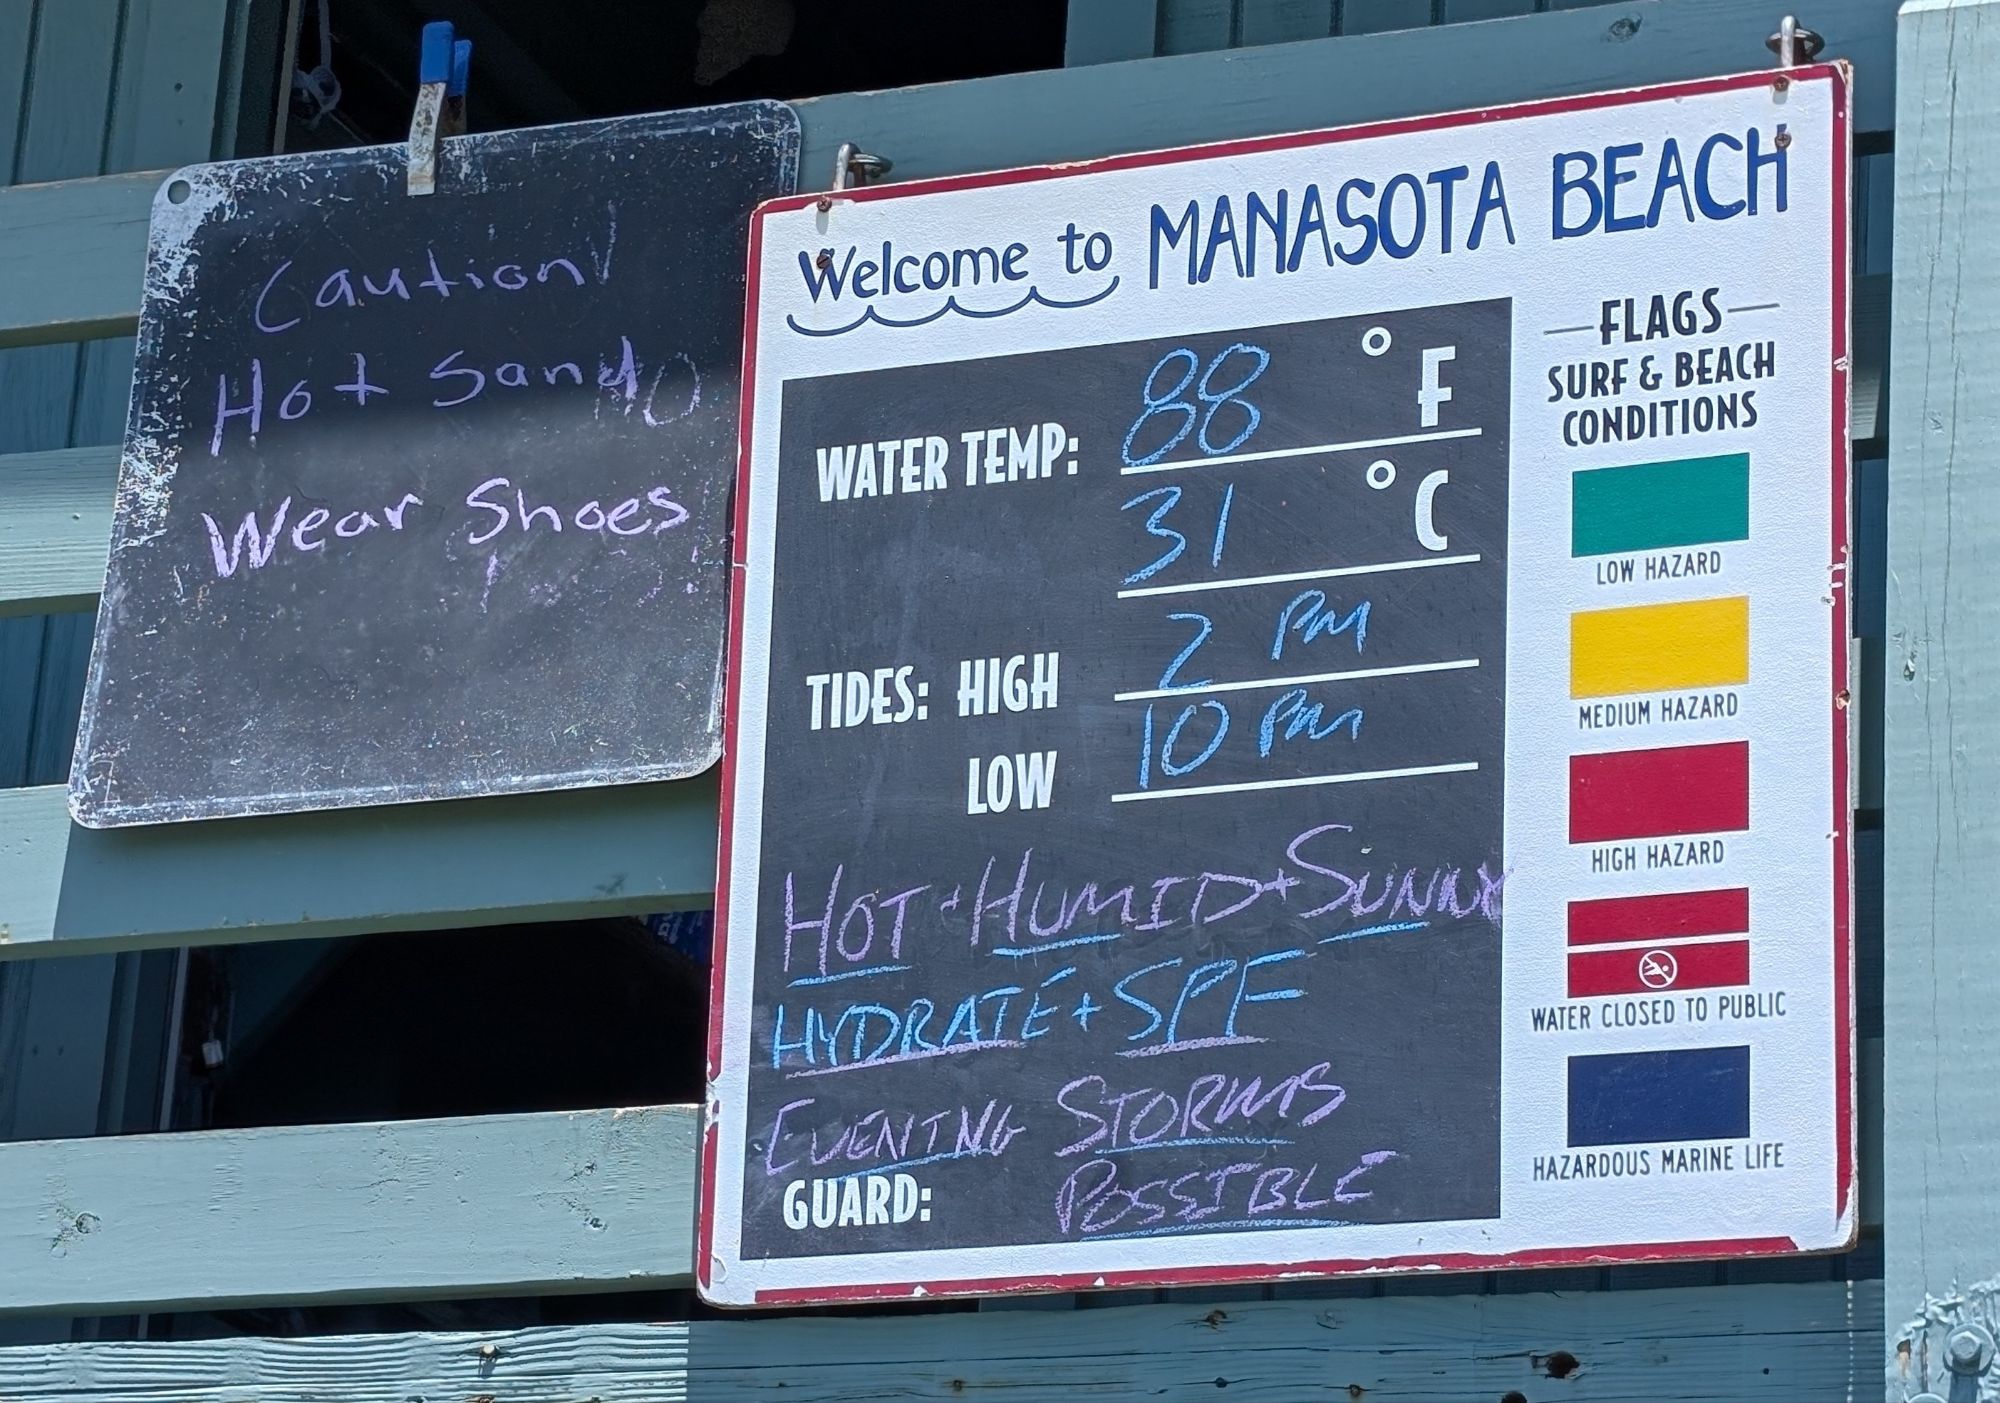 Caution!
Hot Sand
Wear Shoes
Welcome to MANASOTA BEACH
WATER TEMP: 88 °F
31 °C
TIDES: HIGH 2 PM
LOW 10 PM
HOT + HUMID + SUNNY
HYDRATE + SPF
EVENING STORMS
POSSIBLE
GUARD:
FLAGS
SURF & BEACH
CONDITIONS
LOW HAZARD
MEDIUM HAZARD
HIGH HAZARD
WATER CLOSED TO PUBLIC
HAZARDOUS MARINE LIFE